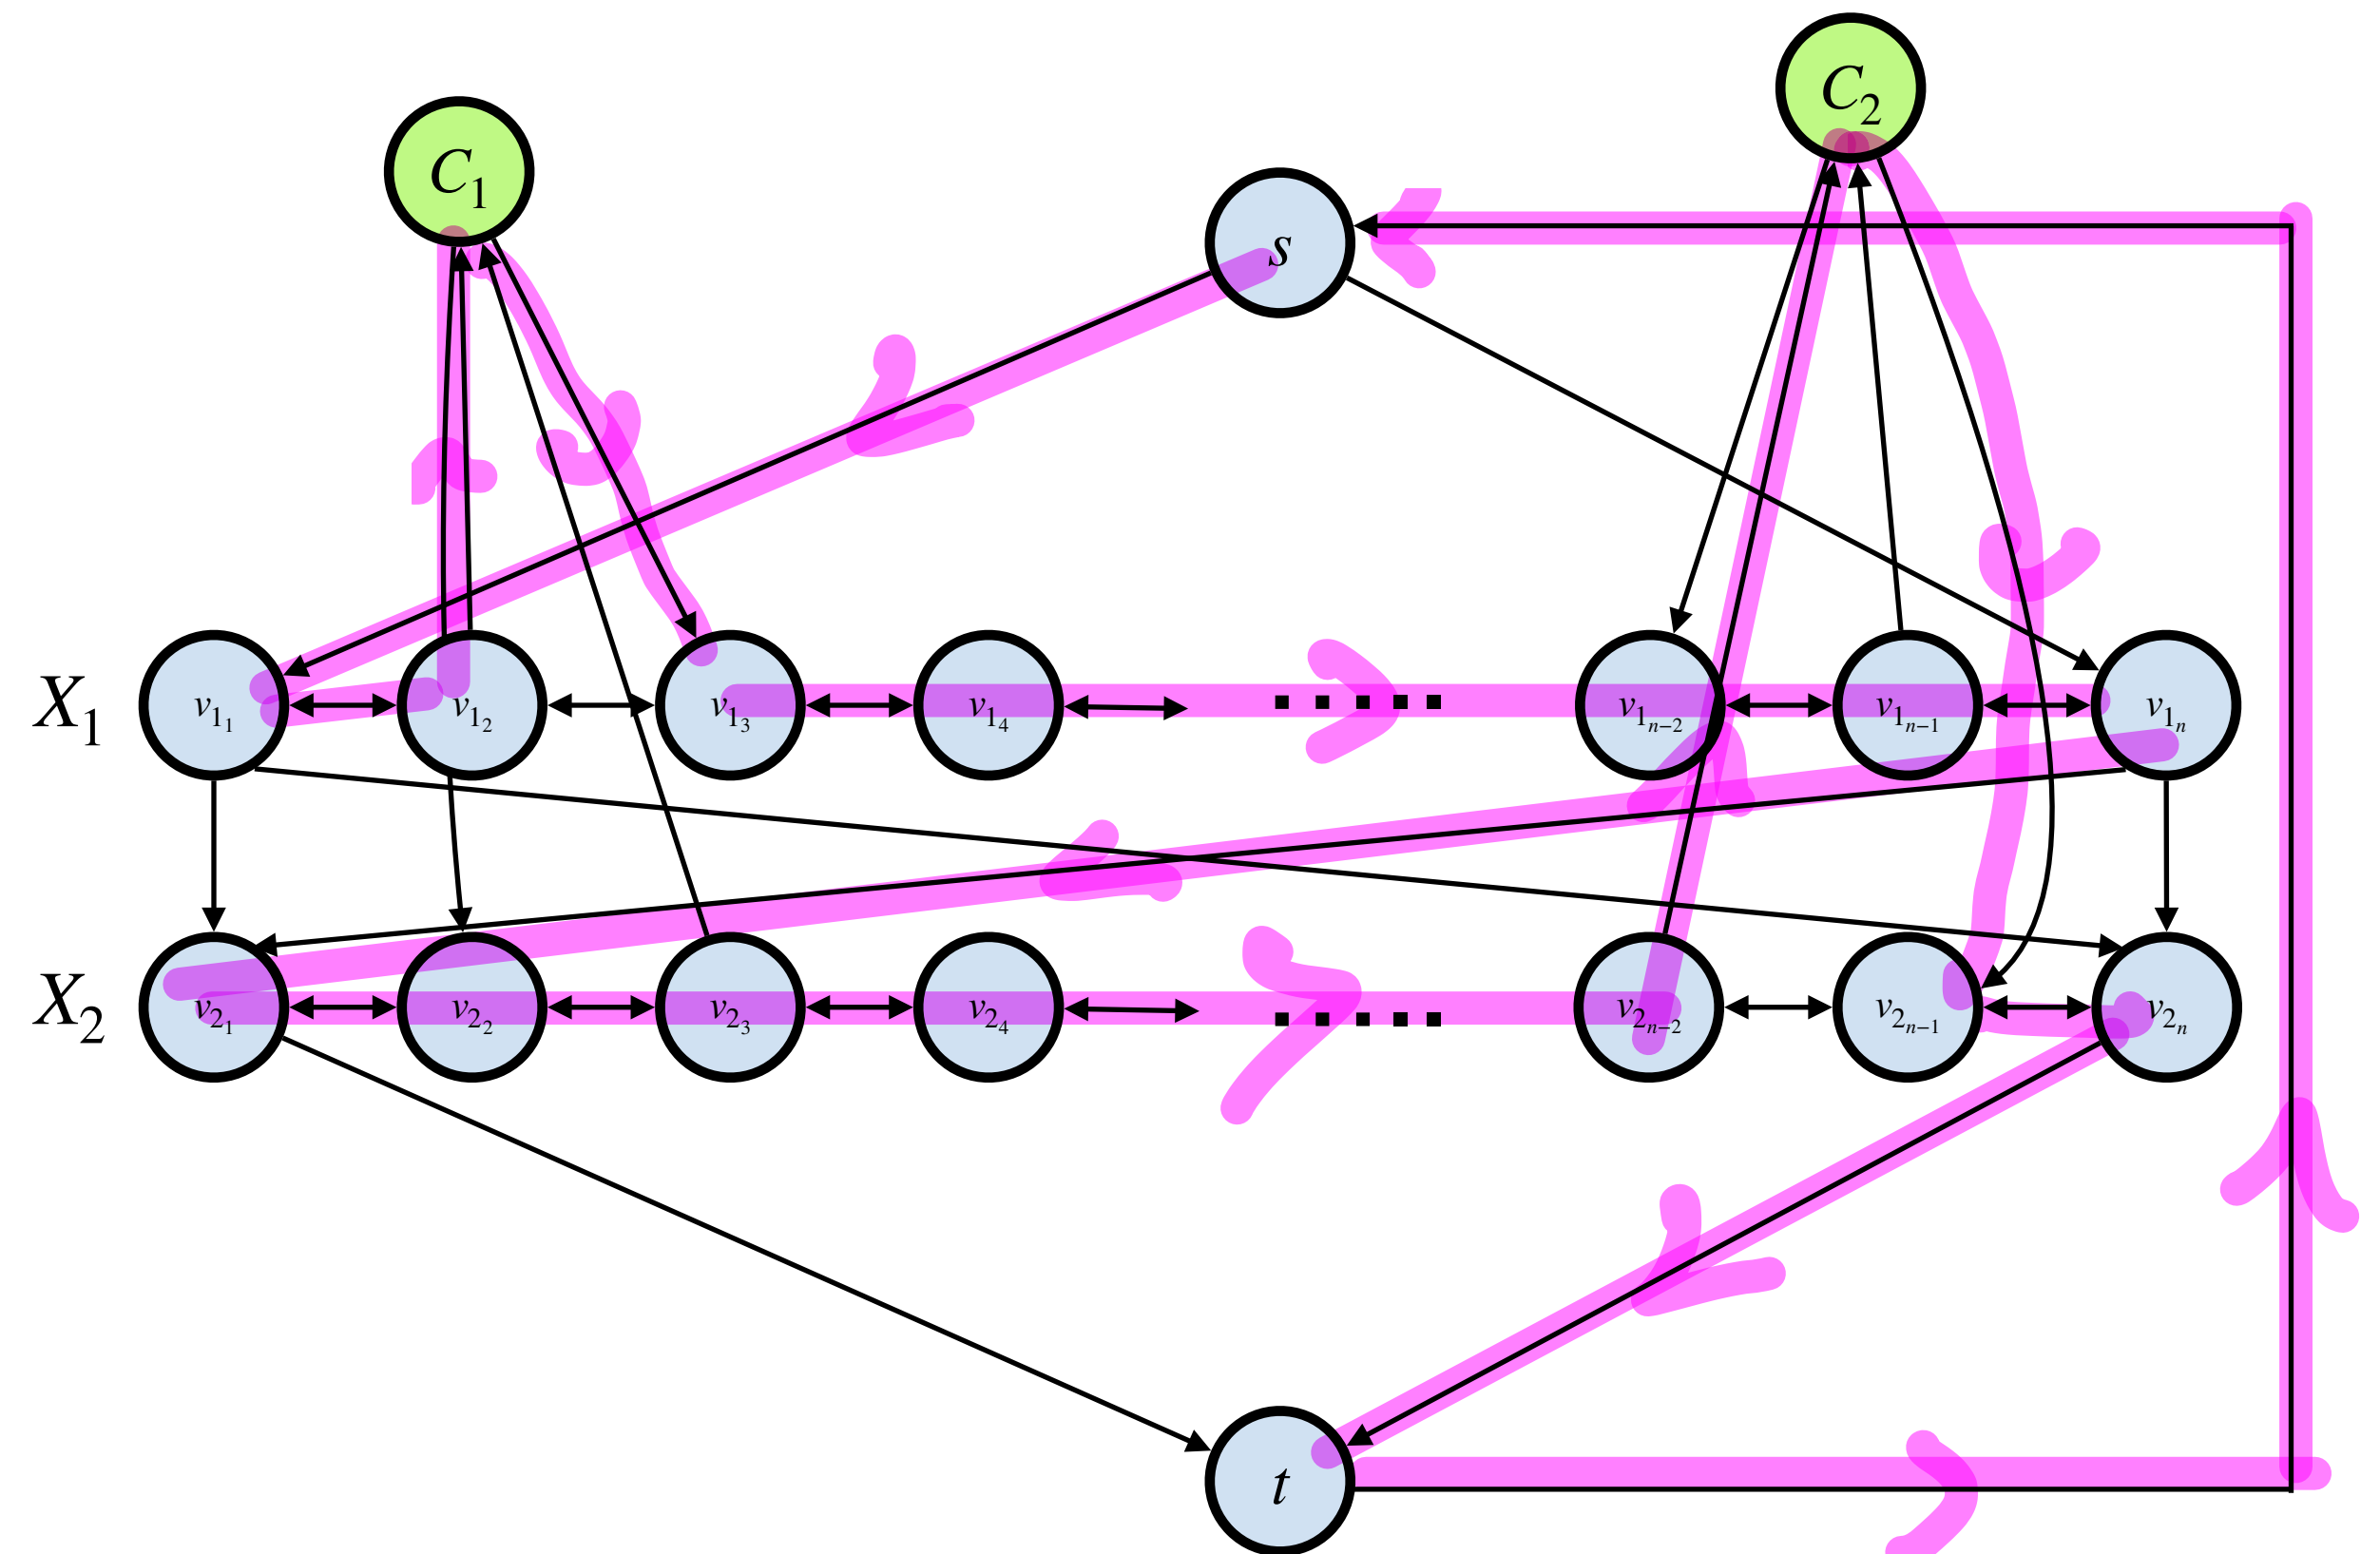 C₂
C₁
s
X₁ v₁₁ v₁₂ v₁₃ v₁₄ ..... v₁ₙ₋₂ v₁ₙ₋₁ v₁ₙ
X₂ v₂₁ v₂₂ v₂₃ v₂₄ ..... v₂ₙ₋₂ v₂ₙ₋₁ v₂ₙ
t